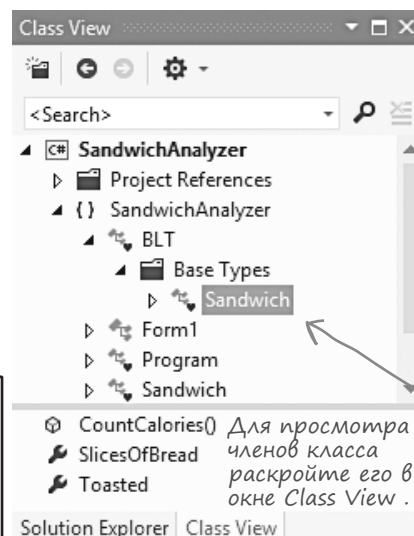 Class View
<Search>
C# SandwichAnalyzer
Project References
{ } SandwichAnalyzer
BLT
Base Types
Sandwich
Form1
Program
Sandwich
CountCalories()
SlicesOfBread
Toasted
Для просмотра
членов класса
раскройте его в
окне Class View .
Solution Explorer
Class View